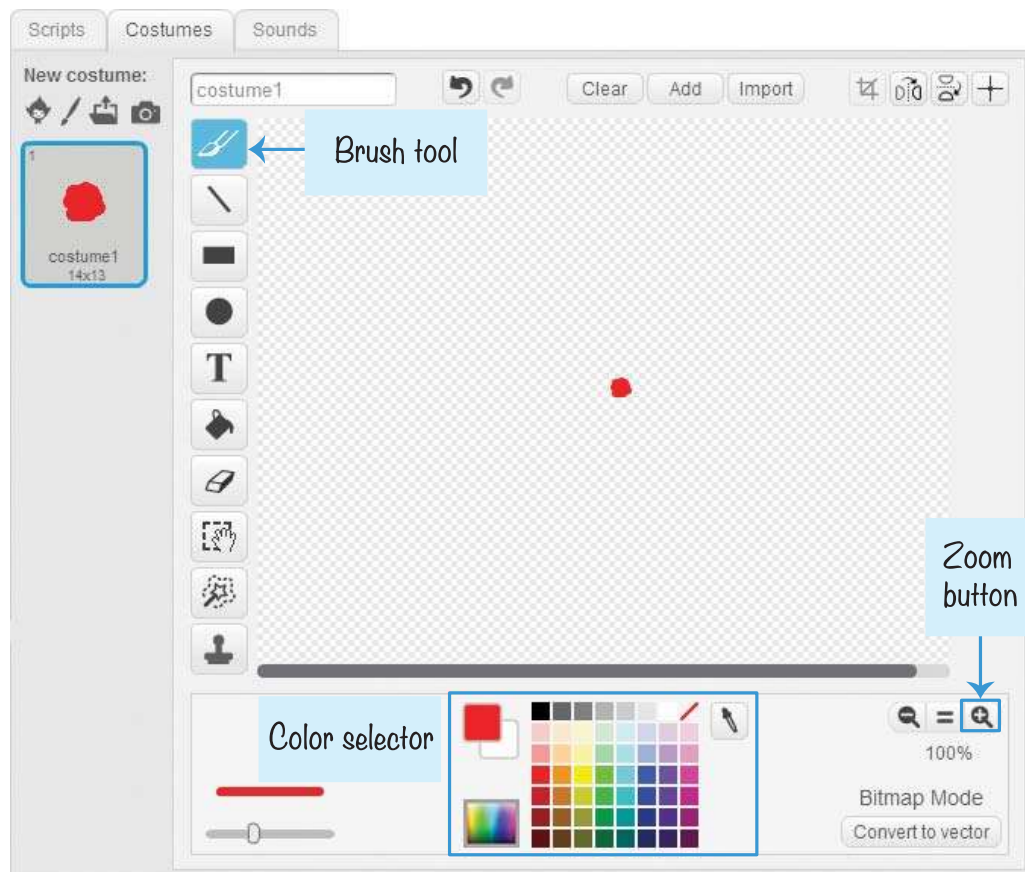 Scripts
Costumes
Sounds
New costume:
costume1
Clear
Add
Import
1
costume1
14x13
Brush tool
T
Zoom
button
Color selector
100%
Bitmap Mode
Convert to vector